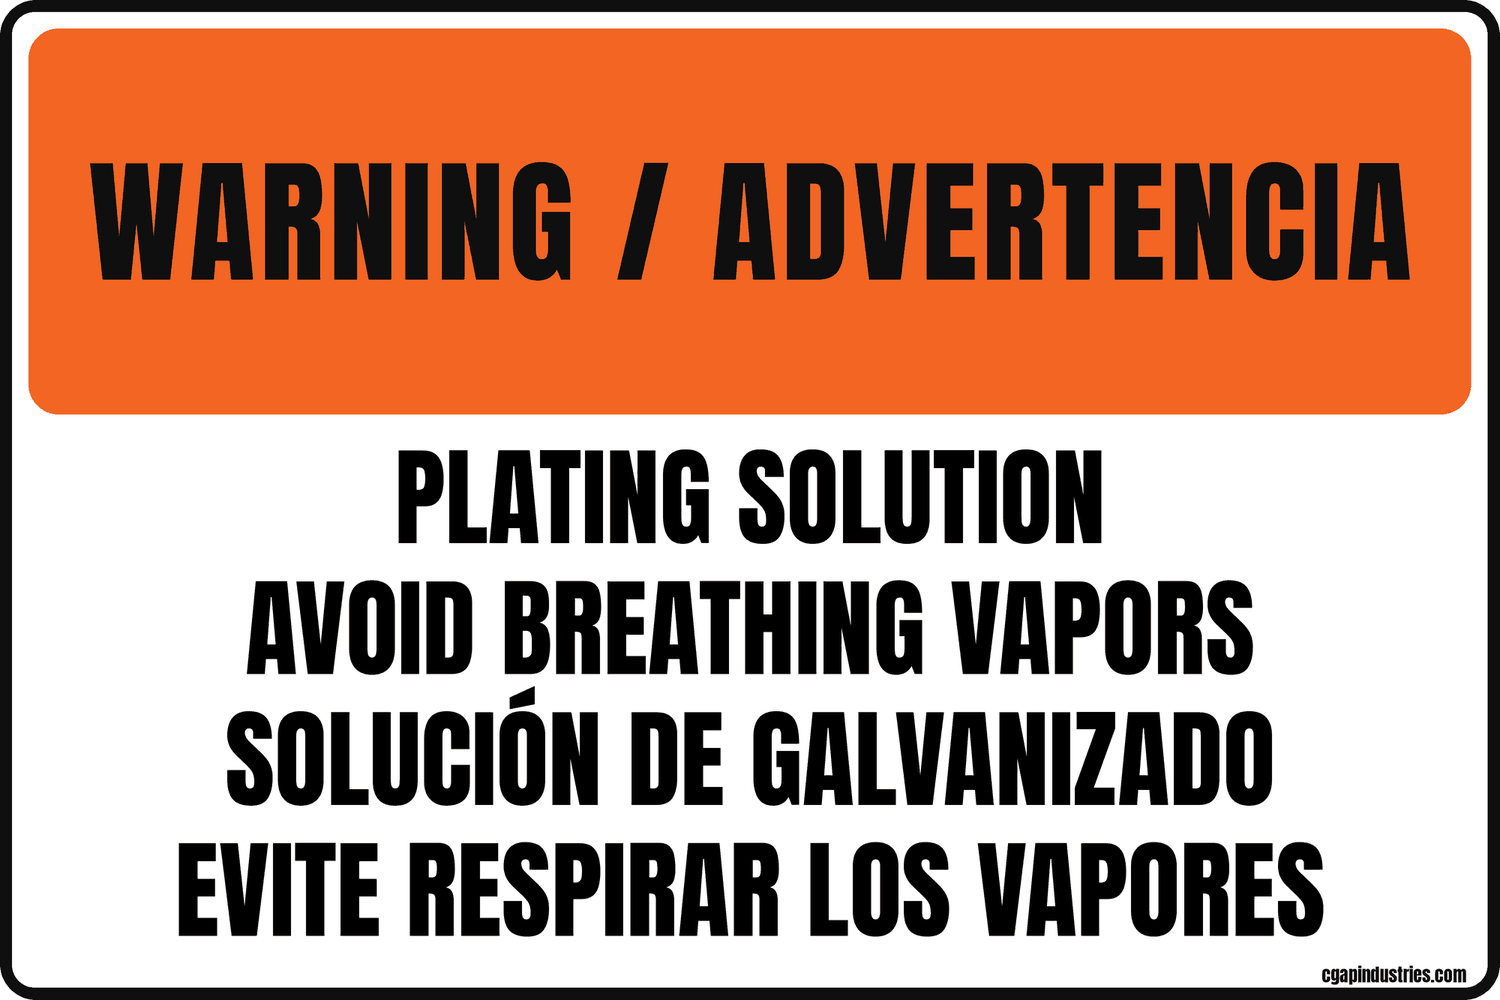 WARNING / ADVERTENCIA
PLATING SOLUTION
AVOID BREATHING VAPORS
SOLUCIÓN DE GALVANIZADO
EVITE RESPIRAR LOS VAPORES
cgapindustries.com